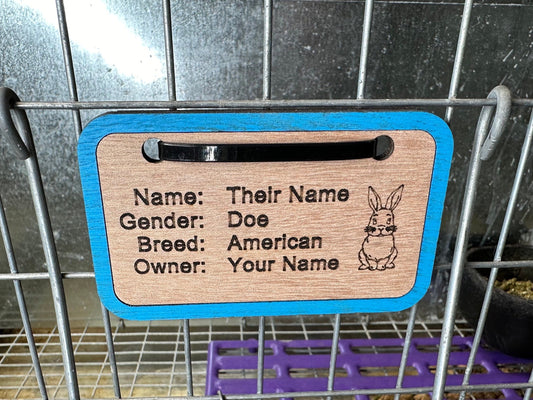 Name: Their Name
Gender: Doe
Breed: American
Owner: Your Name